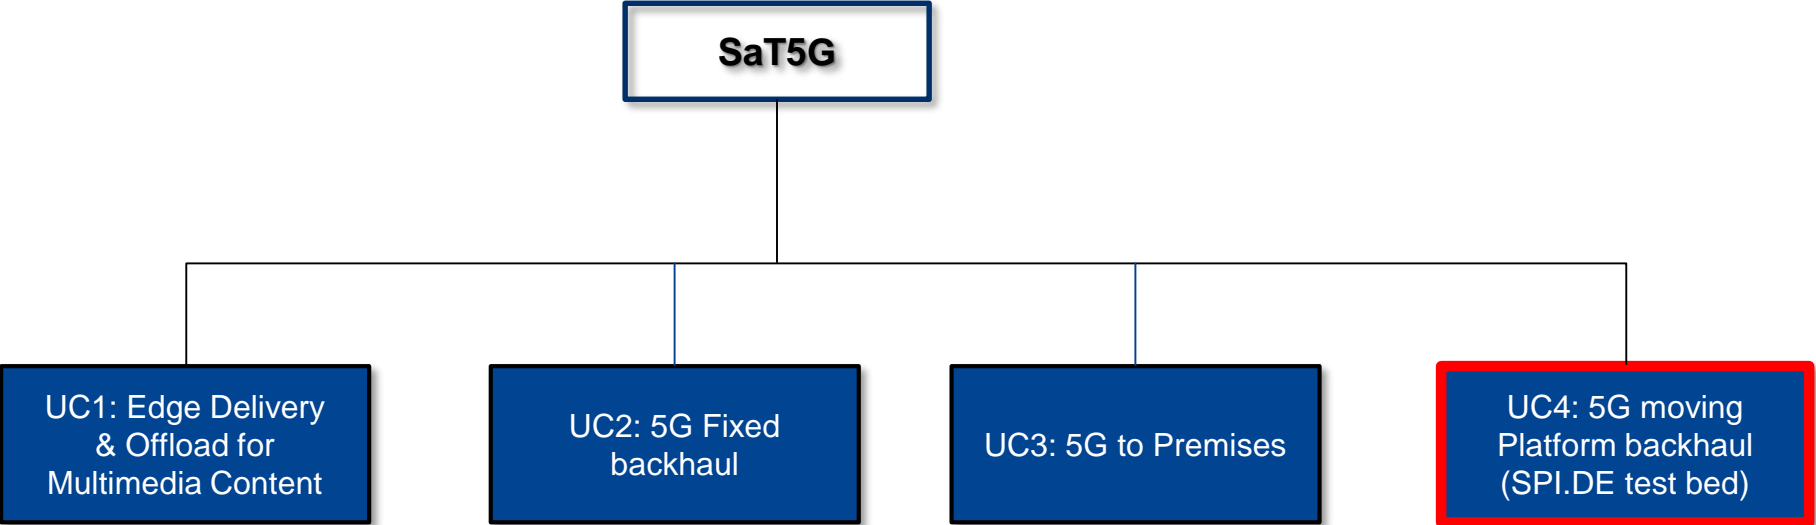 SaT5G
UC1: Edge Delivery
& Offload for
Multimedia Content
UC2: 5G Fixed
backhaul
UC3: 5G to Premises
UC4: 5G moving
Platform backhaul
(SPI.DE test bed)